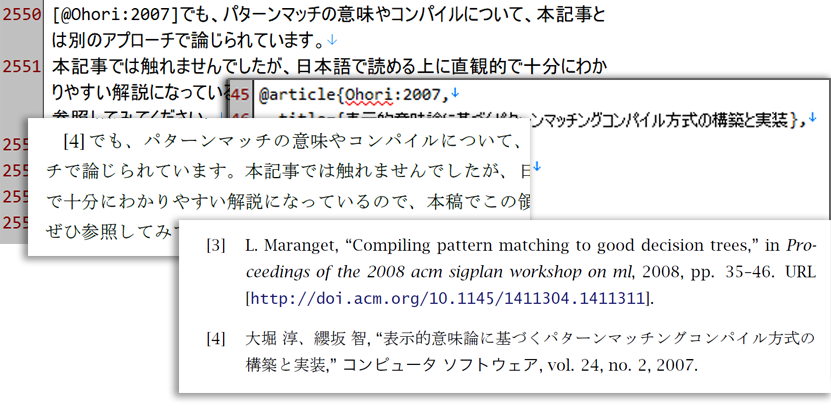 2550 [@Ohori:2007]でも、パターンマッチの意味やコンパイルについて、本記事と
は別のアプローチで論じられています。↓
2551 本記事では触れませんでしたが、日本語で読める上に直観的で十分にわか
りやすい解説になっている
参照してみてください。
45 @article{Ohori:2007,↓
表示的意味論に基づくパターンマッチングコンパイル方式の構築と実装},↓
[4] でも、パターンマッチの意味やコンパイルについて、
チで論じられています。本記事では触れませんでしたが、日
で十分にわかりやすい解説になっているので、本稿でこの領
ぜひ参照してみて
[3] L. Maranget, “Compiling pattern matching to good decision trees,” in Pro-
ceedings of the 2008 acm sigplan workshop on ml, 2008, pp. 35–46. URL
[http://doi.acm.org/10.1145/1411304.1411311].
[4] 大堀 淳、纓坂 智, “表示的意味論に基づくパターンマッチングコンパイル方式の
構築と実装,” コンピュータ ソフトウェア, vol. 24, no. 2, 2007.